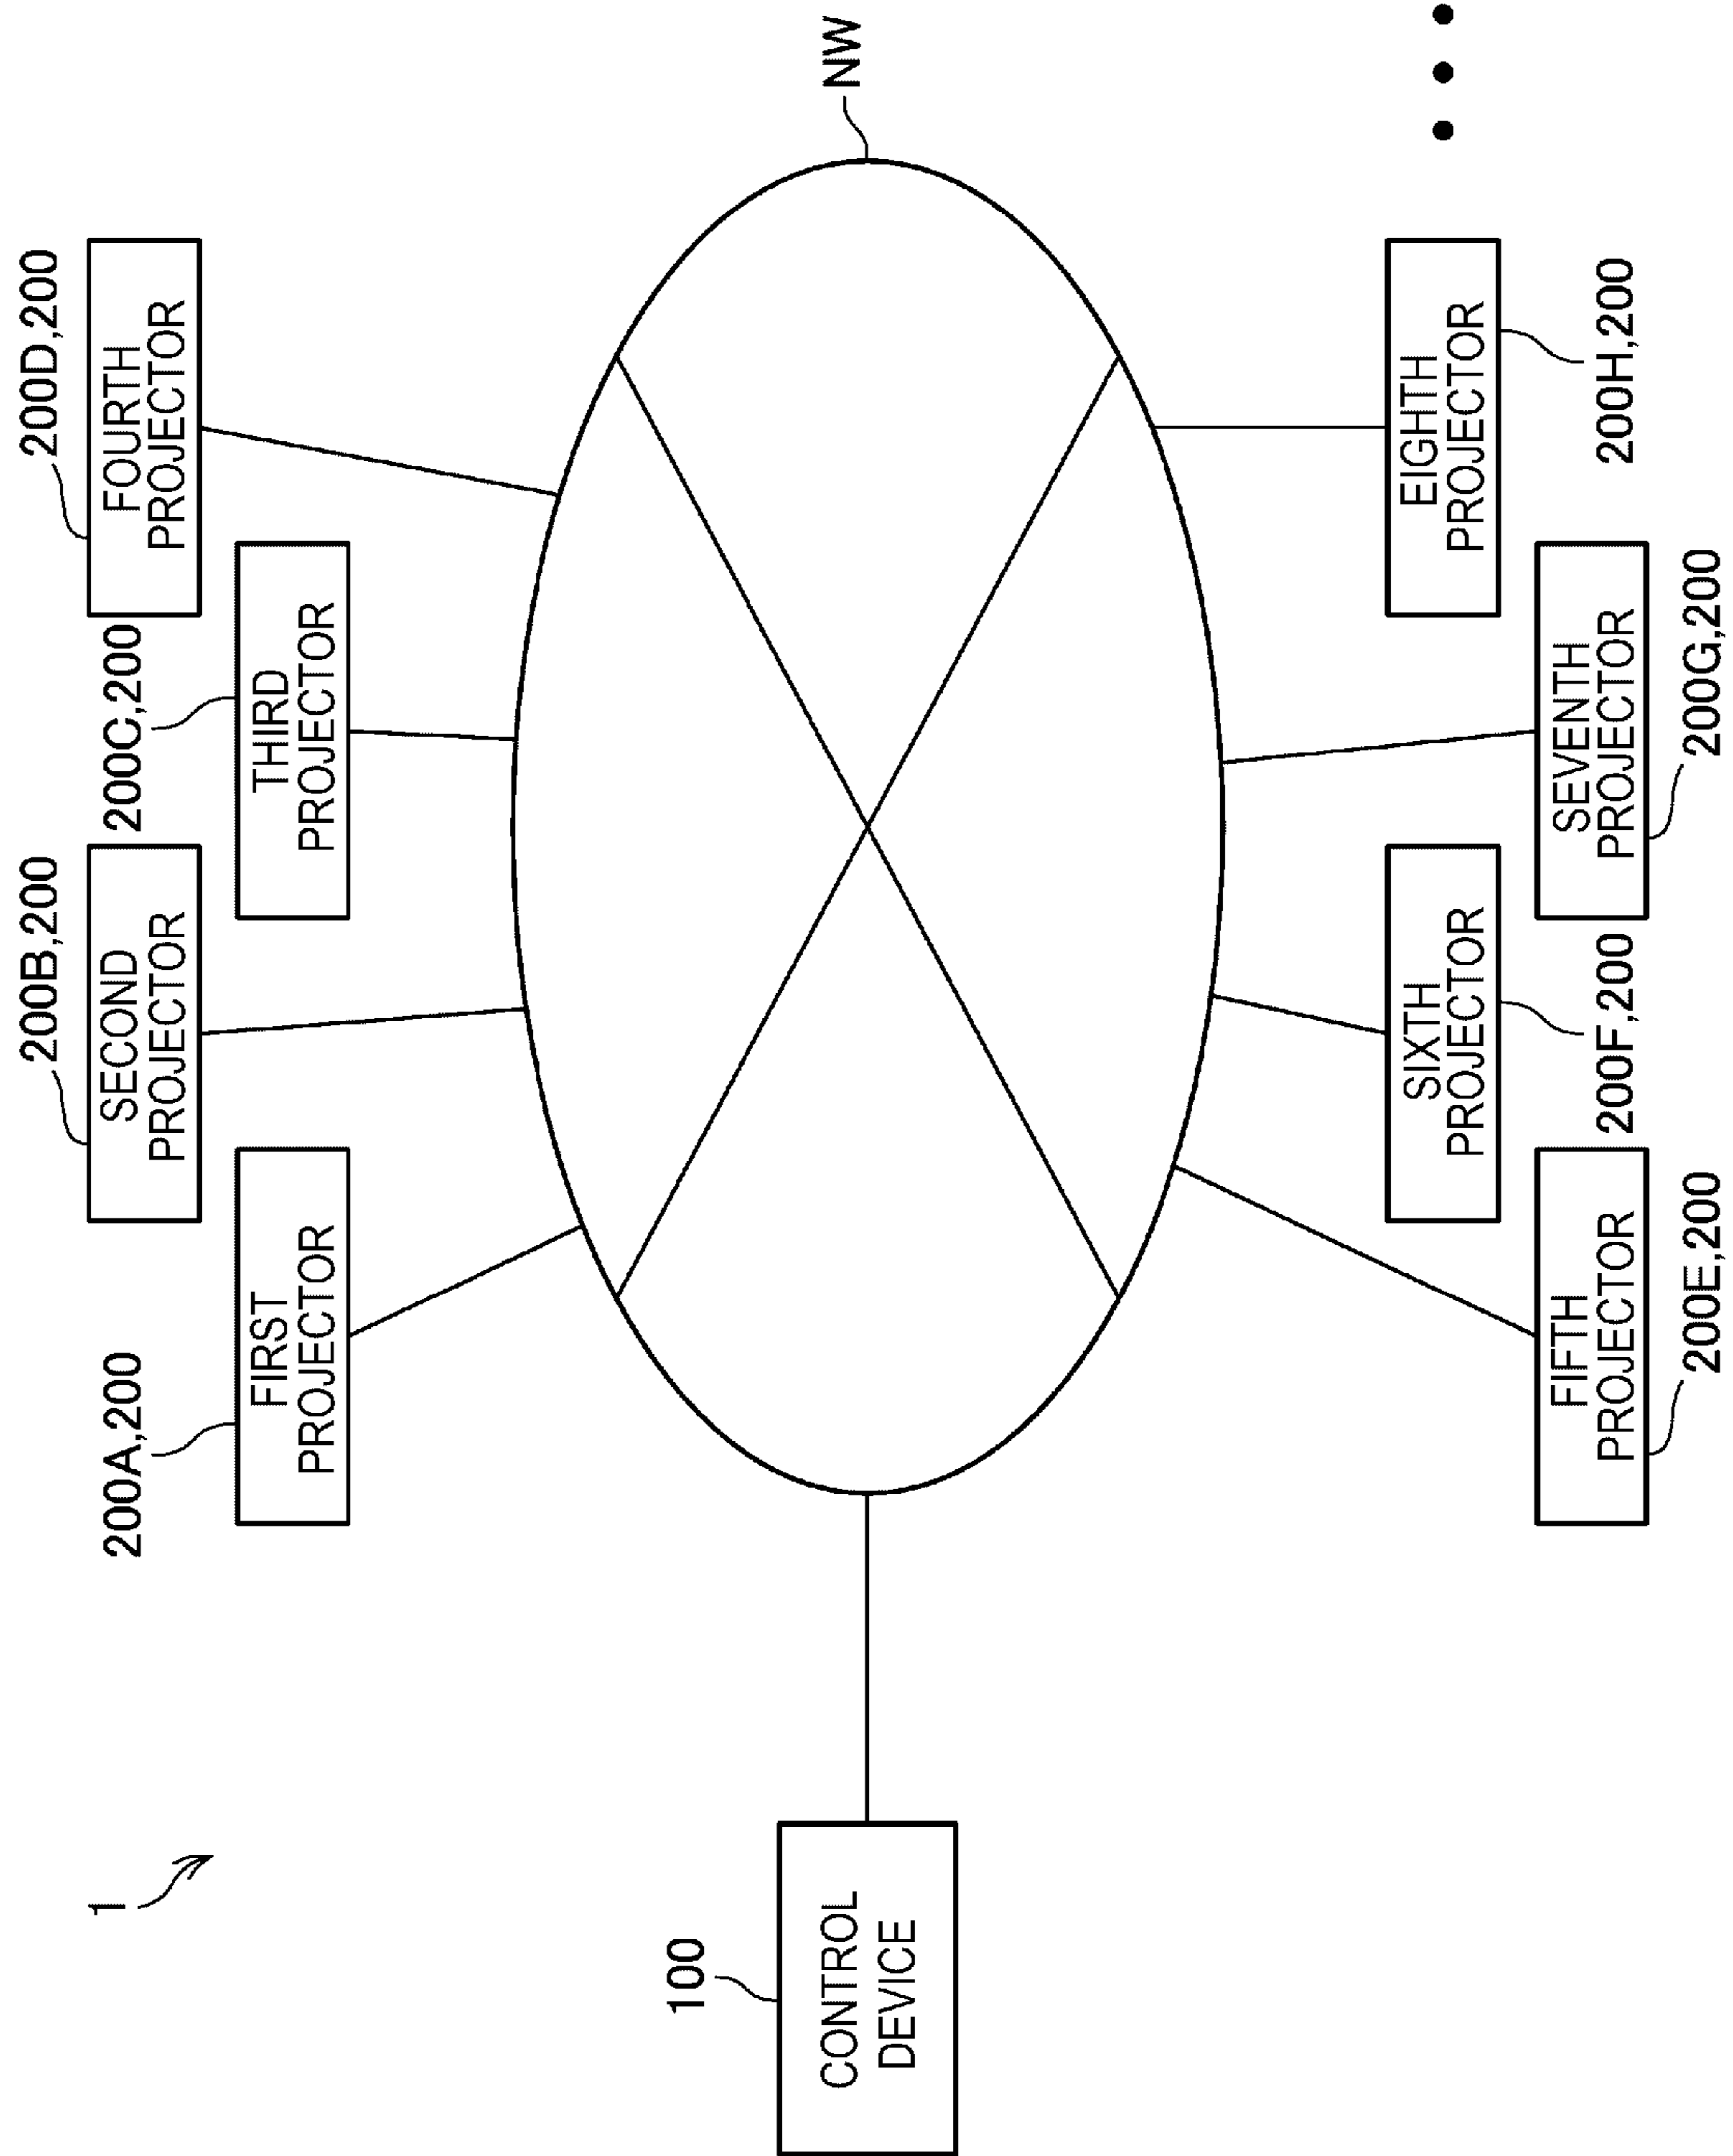 1
200B,200
200D,200
SECOND
PROJECTOR
FOURTH
PROJECTOR
200A,200
200C,200
FIRST
PROJECTOR
THIRD
PROJECTOR
100
CONTROL
DEVICE
NW
SIXTH
PROJECTOR
EIGHTH
PROJECTOR
200F,200
200H,200
FIFTH
PROJECTOR
SEVENTH
PROJECTOR
200E,200
200G,200